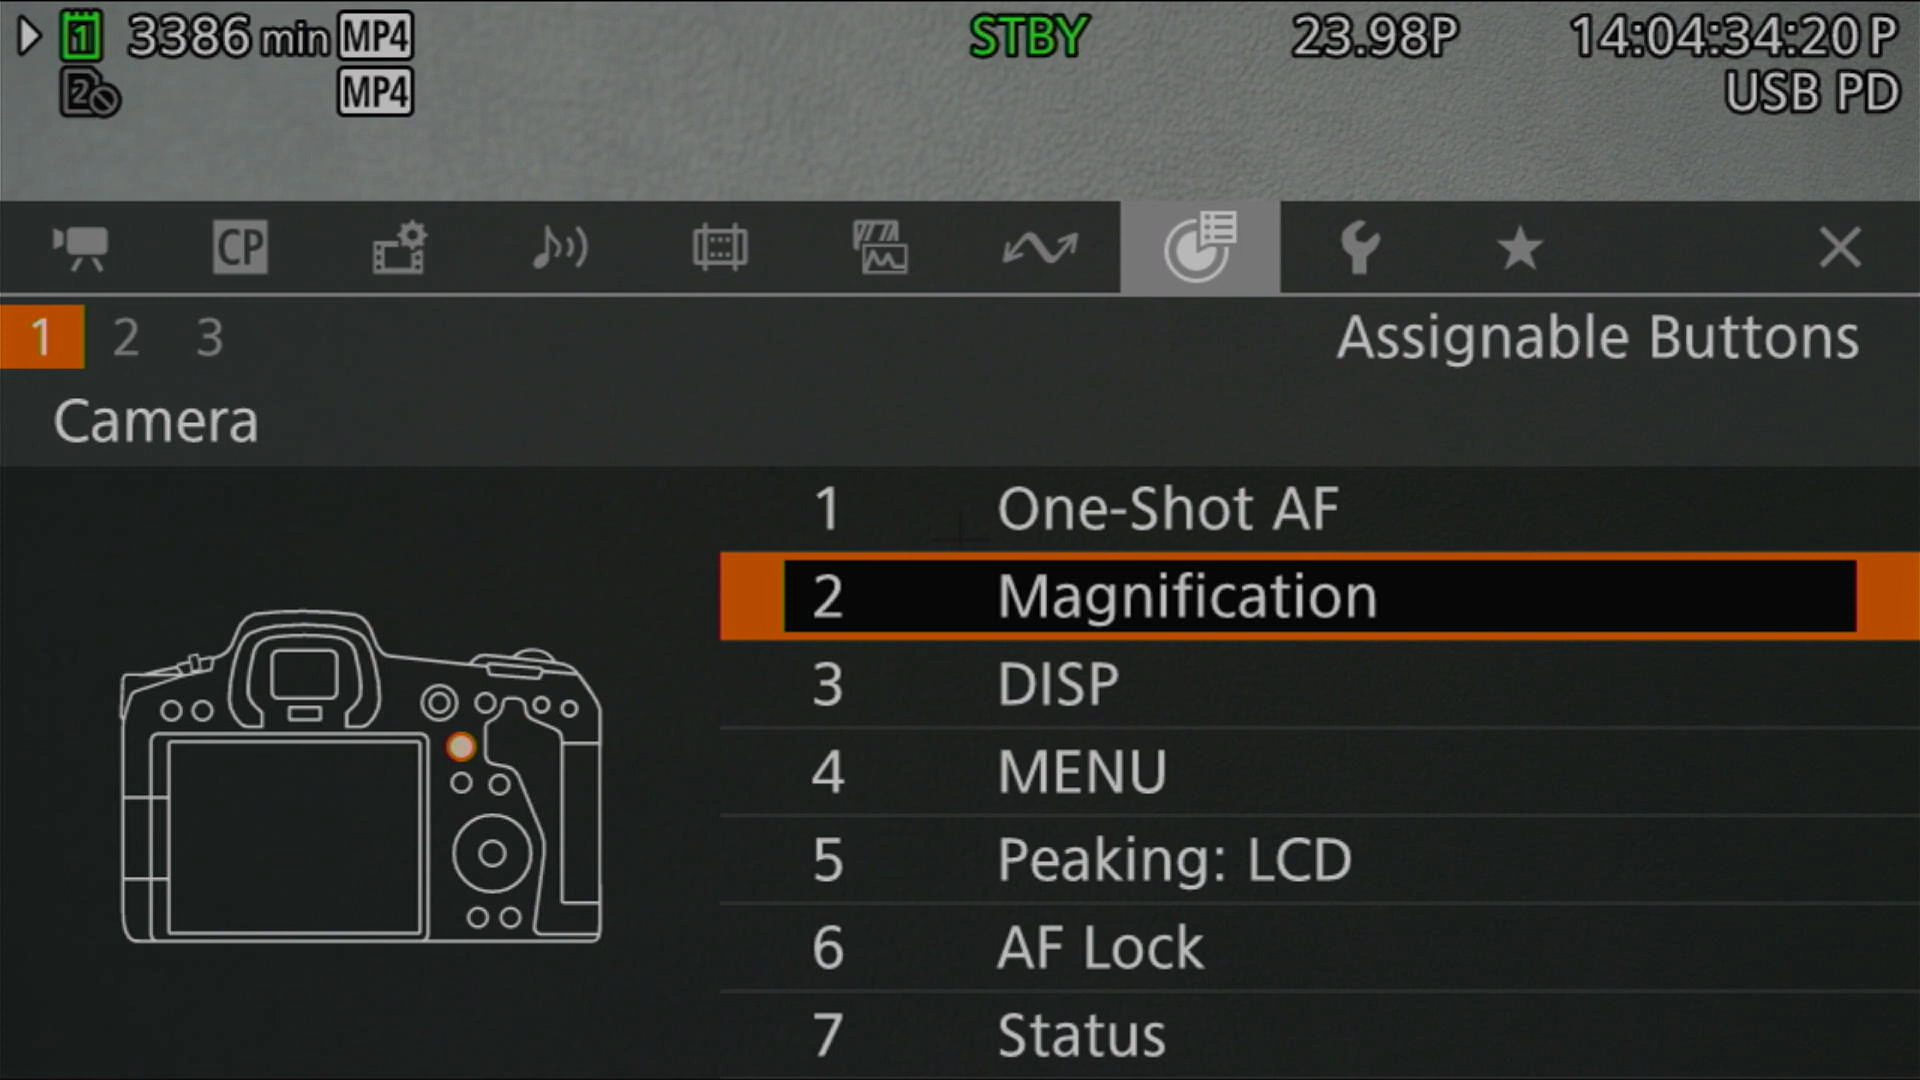 1 3386 min MP4 STBY 23.98P 14:04:34:20 P
2 MP4 USB PD
CP
1 2 3 Assignable Buttons
Camera
1 One-Shot AF
2 Magnification
3 DISP
4 MENU
5 Peaking: LCD
6 AF Lock
7 Status